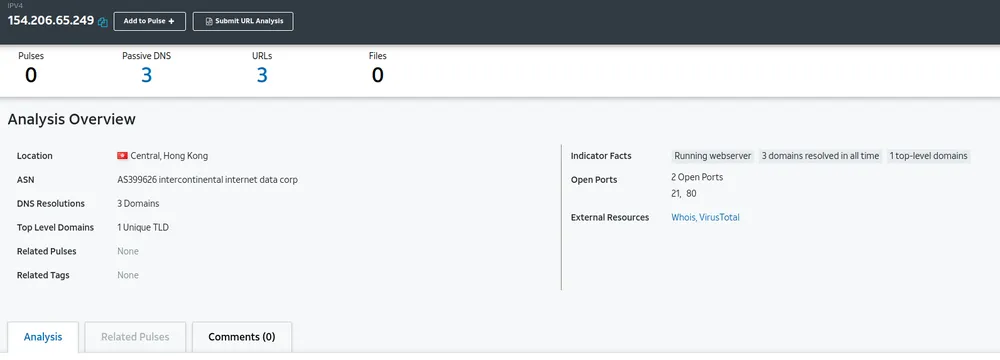 IPV4
154.206.65.249 Add to Pulse + Submit URL Analysis
Pulses Passive DNS URLs Files
0 3 3 0
Analysis Overview
Location Central, Hong Kong
ASN AS399626 intercontinental internet data corp
DNS Resolutions 3 Domains
Top Level Domains 1 Unique TLD
Related Pulses None
Related Tags None
Indicator Facts Running webserver 3 domains resolved in all time 1 top-level domains
Open Ports 2 Open Ports
21, 80
External Resources Whois, VirusTotal
Analysis Related Pulses Comments (0)